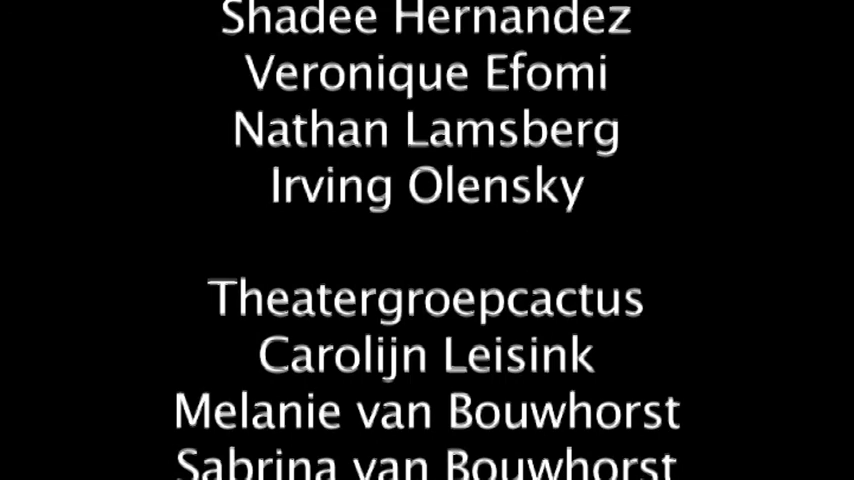 Shadee Hernandez
Veronique Efomi
Nathan Lamsberg
Irving Olensky
Theatergroepcactus
Carolijn Leisink
Melanie van Bouwhorst
Sabrina van Bouwhorst